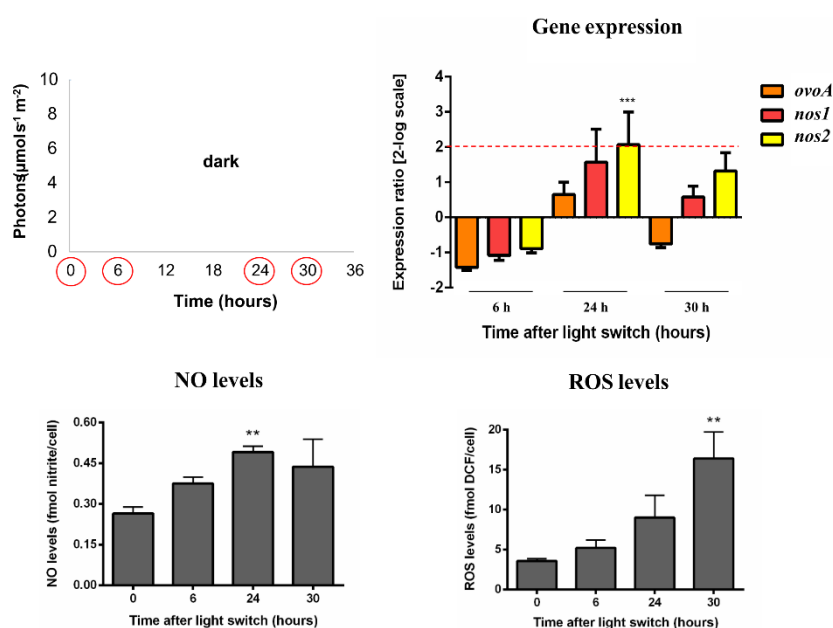 Gene expression
Photons(µmol s⁻¹ m⁻²)
10
8
6
4
2
0
dark
0 6 12 18 24 30 36
Time (hours)
Expression ratio [2-log scale]
4
3
2
1
0
-1
-2
***
ovoA
nos1
nos2
6 h 24 h 30 h
Time after light switch (hours)
NO levels
NO levels (fmol nitrite/cell)
0.60
0.45
0.30
0.15
0.00
**
0 6 24 30
Time after light switch (hours)
ROS levels
ROS levels (fmol DCF/cell)
20
15
10
5
0
**
0 6 24 30
Time after light switch (hours)